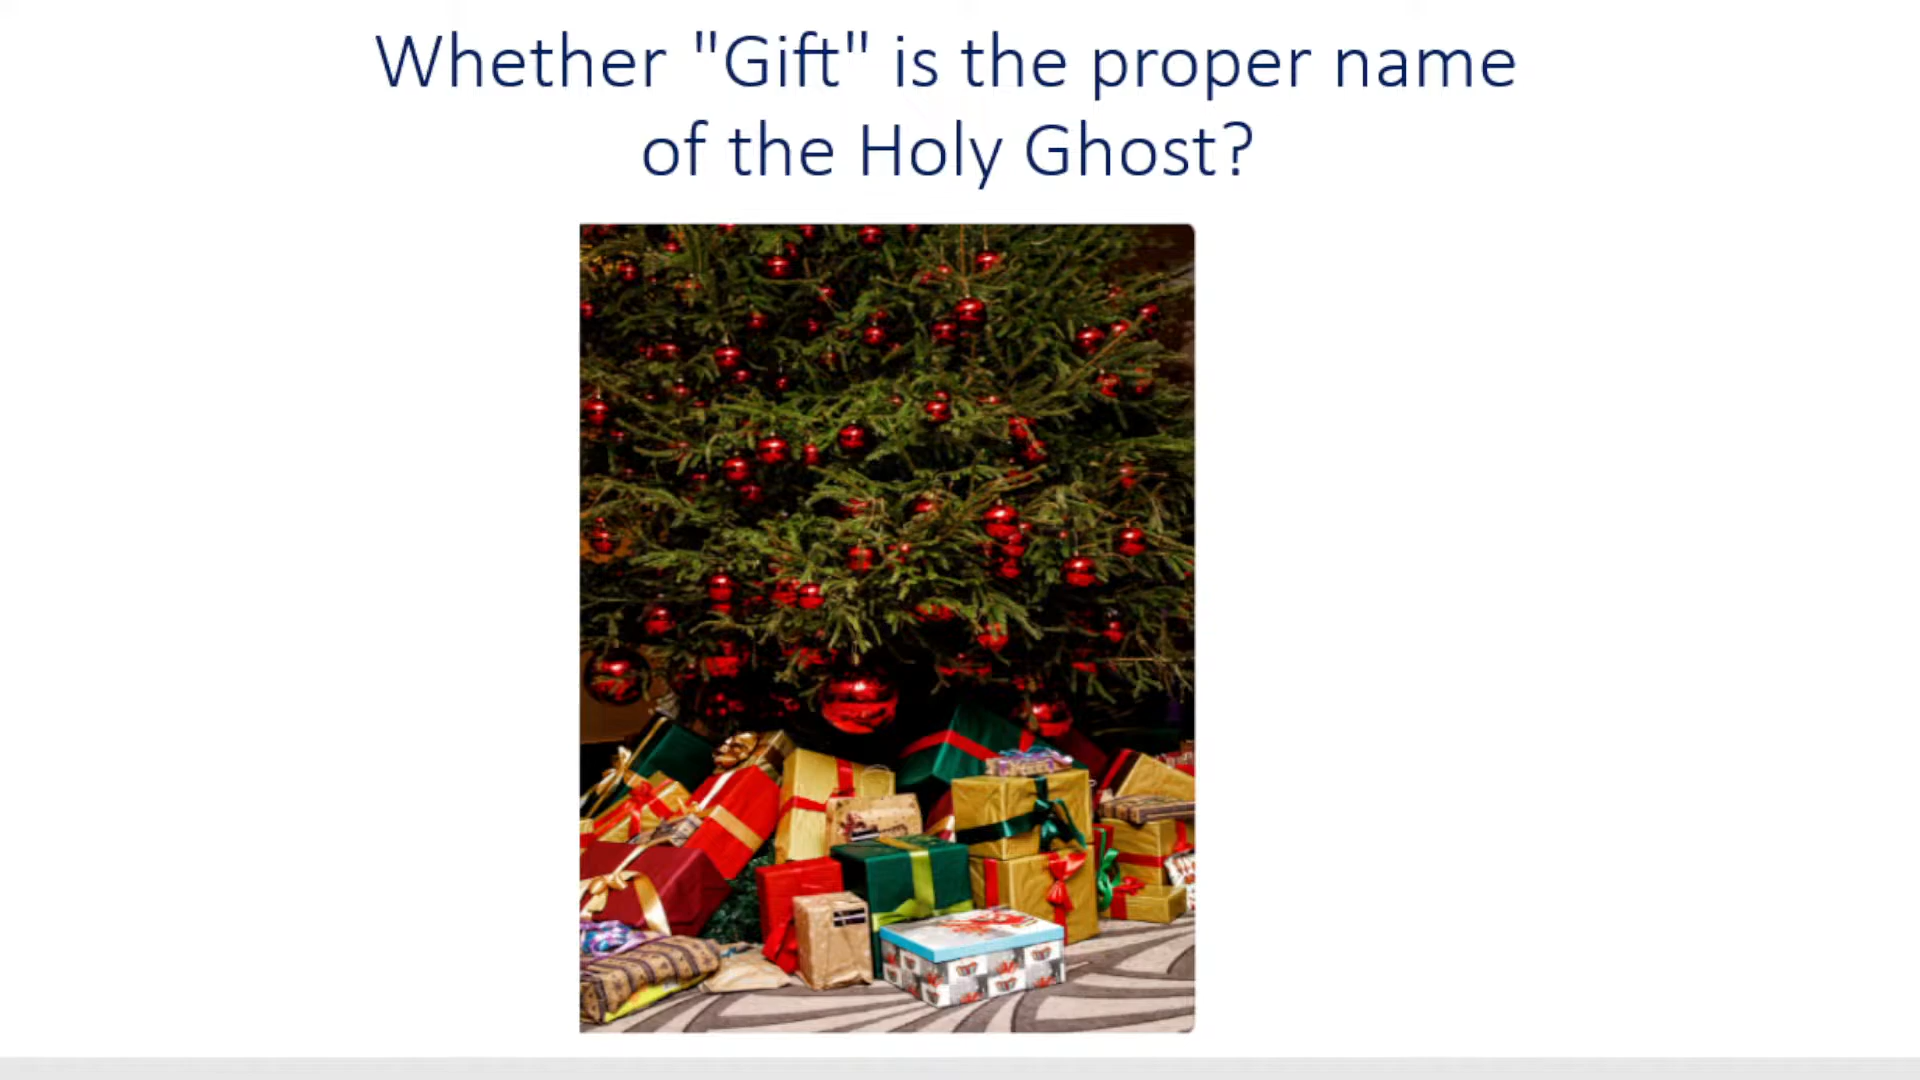 Whether "Gift" is the proper name
of the Holy Ghost?